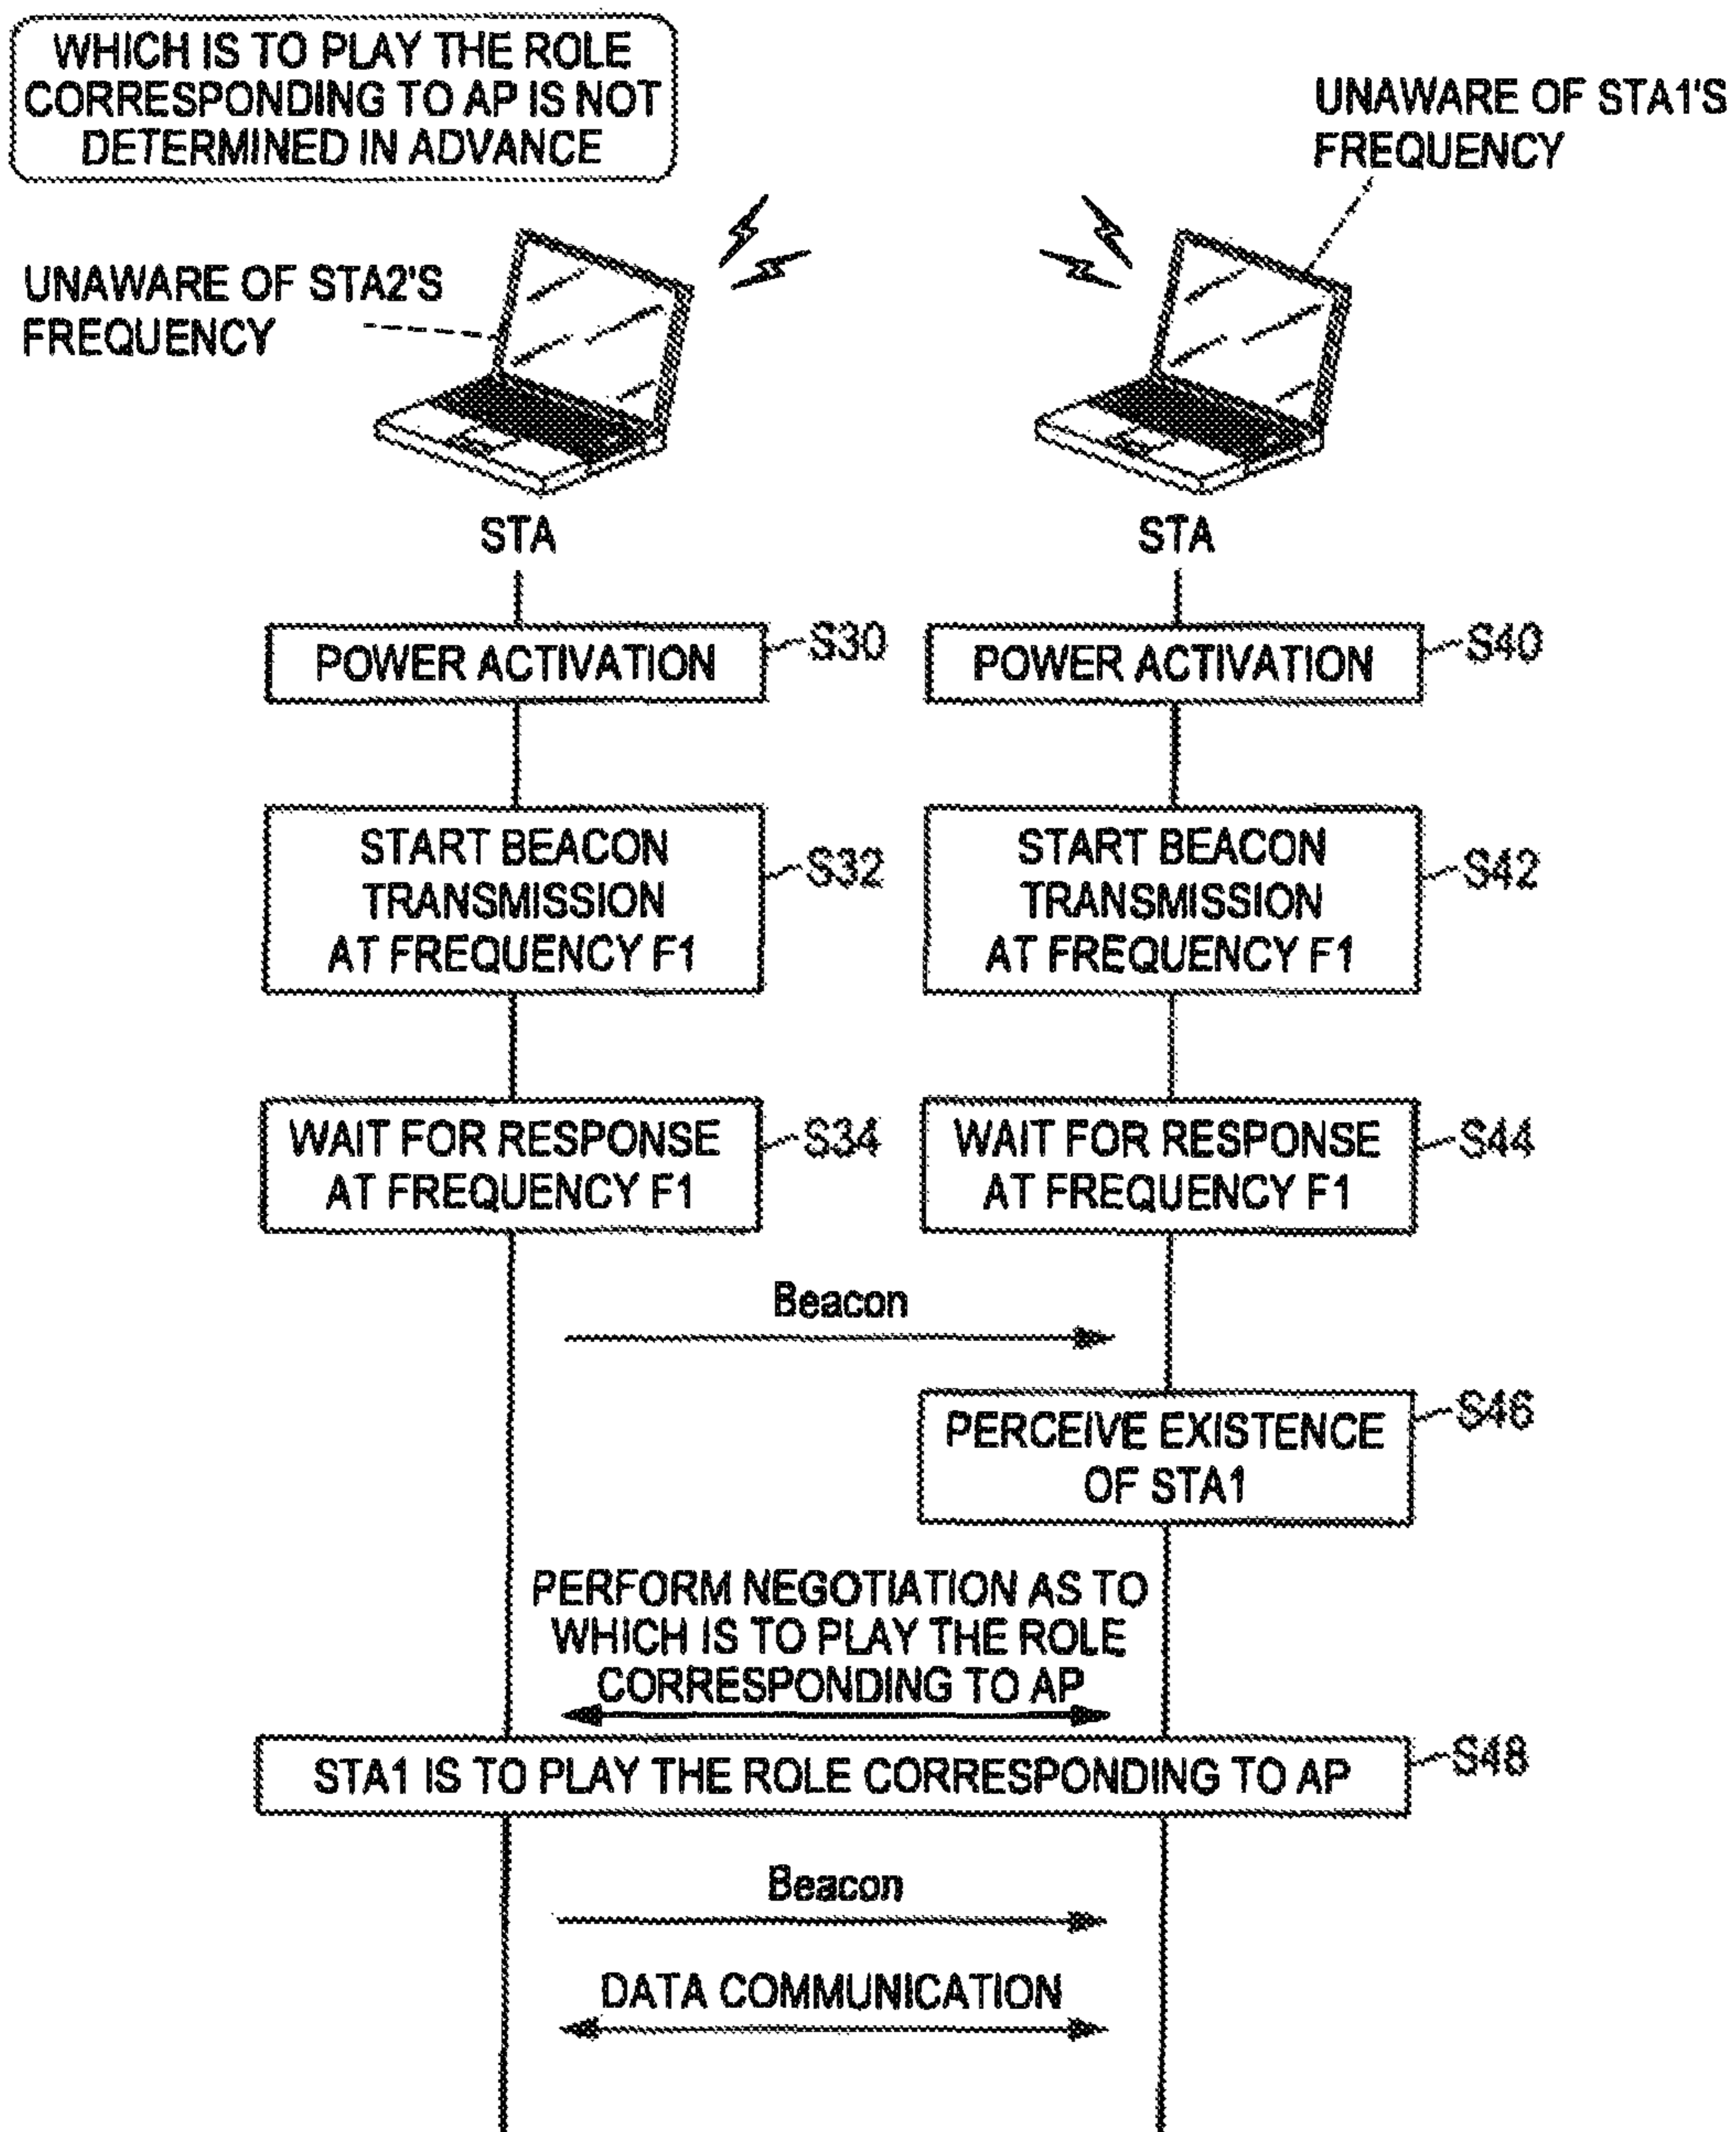 WHICH IS TO PLAY THE ROLE
CORRESPONDING TO AP IS NOT
DETERMINED IN ADVANCE
UNAWARE OF STA1'S
FREQUENCY
UNAWARE OF STA2'S
FREQUENCY
STA
STA
POWER ACTIVATION
S30
POWER ACTIVATION
S40
START BEACON
TRANSMISSION
AT FREQUENCY F1
S32
START BEACON
TRANSMISSION
AT FREQUENCY F1
S42
WAIT FOR RESPONSE
AT FREQUENCY F1
S34
WAIT FOR RESPONSE
AT FREQUENCY F1
S44
Beacon
PERCEIVE EXISTENCE
OF STA1
S46
PERFORM NEGOTIATION AS TO
WHICH IS TO PLAY THE ROLE
CORRESPONDING TO AP
STA1 IS TO PLAY THE ROLE CORRESPONDING TO AP
S48
Beacon
DATA COMMUNICATION